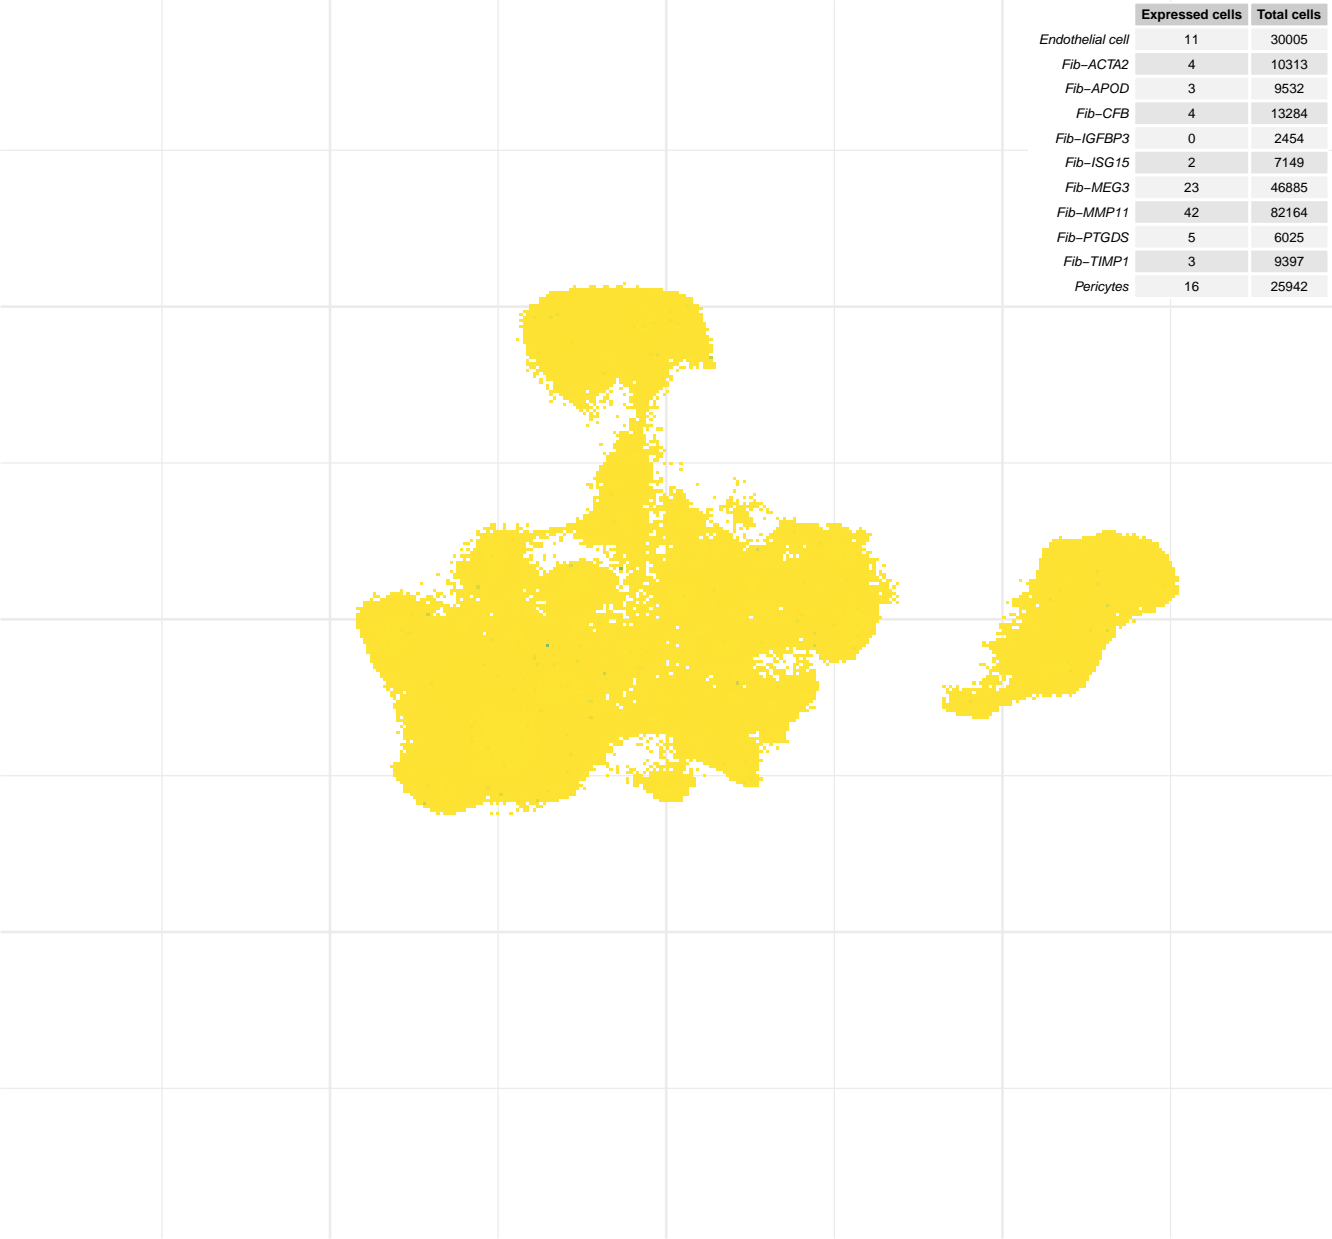 Expressed cells Total cells
Endothelial cell 11 30005
Fib−ACTA2 4 10313
Fib−APOD 3 9532
Fib−CFB 4 13284
Fib−IGFBP3 0 2454
Fib−ISG15 2 7149
Fib−MEG3 23 46885
Fib−MMP11 42 82164
Fib−PTGDS 5 6025
Fib−TIMP1 3 9397
Pericytes 16 25942